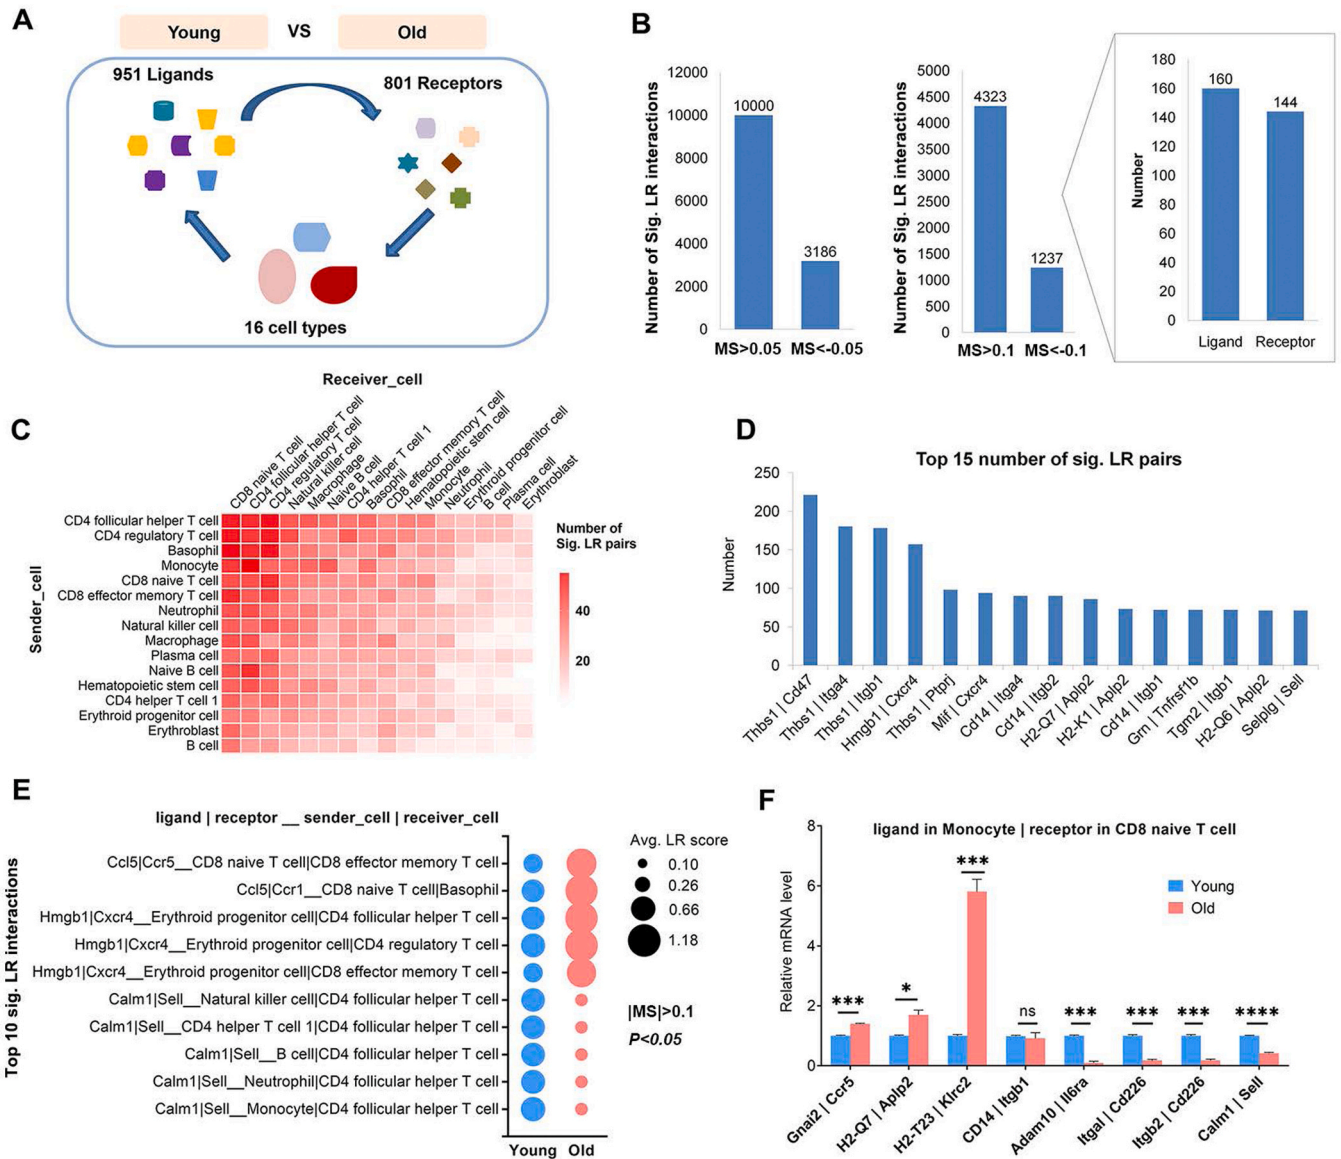 A
Young
VS
Old
951 Ligands
801 Receptors
16 cell types
B
Number of Sig. LR interactions
12000
10000
8000
6000
4000
2000
0
10000
3186
MS>0.05
MS<-0.05
Number of Sig. LR interactions
5000
4500
4000
3500
3000
2500
2000
1500
1000
500
0
4323
1237
MS>0.1
MS<-0.1
Number
180
160
140
120
100
80
60
40
20
0
160
144
Ligand
Receptor
C
Receiver_cell
CD8 naive T cell
CD4 follicular helper T cell
CD4 regulatory T cell
Natural killer cell
Macrophage
Naive B cell
CD4 helper T cell 1
Basophil
CD8 effector memory T cell
Hematopoietic stem cell
Monocyte
Neutrophil
Erythroid progenitor cell
B cell
Plasma cell
Erythroblast
Sender_cell
CD4 follicular helper T cell
CD4 regulatory T cell
Basophil
Monocyte
CD8 naive T cell
CD8 effector memory T cell
Neutrophil
Natural killer cell
Macrophage
Plasma cell
Naive B cell
Hematopoietic stem cell
CD4 helper T cell 1
Erythroid progenitor cell
Erythroblast
B cell
Number of
Sig. LR pairs
40
20
D
Top 15 number of sig. LR pairs
Number
250
200
150
100
50
0
Thbs1 | Cd47
Thbs1 | Itga4
Thbs1 | Itgb1
Hmgb1 | Cxcr4
Thbs1 | Ptprj
Mif | Cxcr4
Cd14 | Itga4
Cd14 | Itgb2
H2-Q7 | Aplp2
H2-K1 | Aplp2
Cd14 | Itgb1
Grn | Tnfrsf1b
Tgm2 | Itgb1
H2-Q6 | Aplp2
Selplg | Sell
E
ligand | receptor __ sender_cell | receiver_cell
Top 10 sig. LR interactions
Ccl5|Ccr5__CD8 naive T cell|CD8 effector memory T cell
Ccl5|Ccr1__CD8 naive T cell|Basophil
Hmgb1|Cxcr4__Erythroid progenitor cell|CD4 follicular helper T cell
Hmgb1|Cxcr4__Erythroid progenitor cell|CD4 regulatory T cell
Hmgb1|Cxcr4__Erythroid progenitor cell|CD8 effector memory T cell
Calm1|Sell__Natural killer cell|CD4 follicular helper T cell
Calm1|Sell__CD4 helper T cell 1|CD4 follicular helper T cell
Calm1|Sell__B cell|CD4 follicular helper T cell
Calm1|Sell__Neutrophil|CD4 follicular helper T cell
Calm1|Sell__Monocyte|CD4 follicular helper T cell
Young
Old
Avg. LR score
0.10
0.26
0.66
1.18
|MS|>0.1
P<0.05
F
ligand in Monocyte | receptor in CD8 naive T cell
Relative mRNA level
8
6
4
2
0
***
*
***
ns
***
***
***
****
Young
Old
Gnai2 | Ccr5
H2-Q7 | Aplp2
H2-T23 | Klrc2
CD14 | Itgb1
Adam10 | Il6ra
Itgal | Cd226
Itgb2 | Cd226
Calm1 | Sell